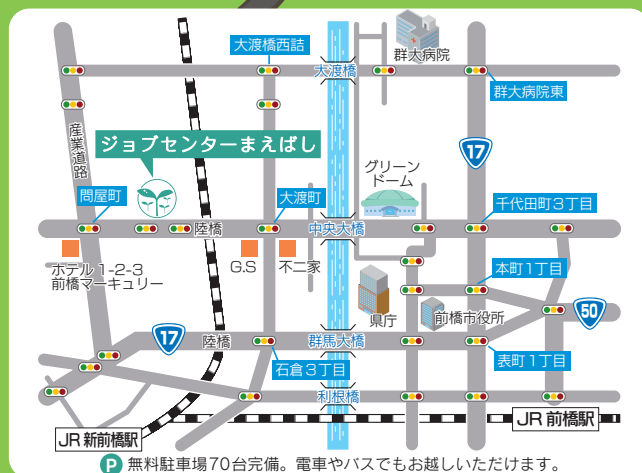 大渡橋西詰
群大病院
大渡橋
群大病院東
産業道路
ジョブセンターまえばし
17
グリーン
ドーム
問屋町
大渡町
千代田町3丁目
陸橋
中央大橋
ホテル 1-2-3
前橋マーキュリー
G.S
不二家
本町1丁目
県庁
前橋市役所
50
17
陸橋
群馬大橋
石倉3丁目
表町1丁目
利根橋
JR 新前橋駅
JR 前橋駅
P 無料駐車場70台完備。電車やバスでもお越しいただけます。